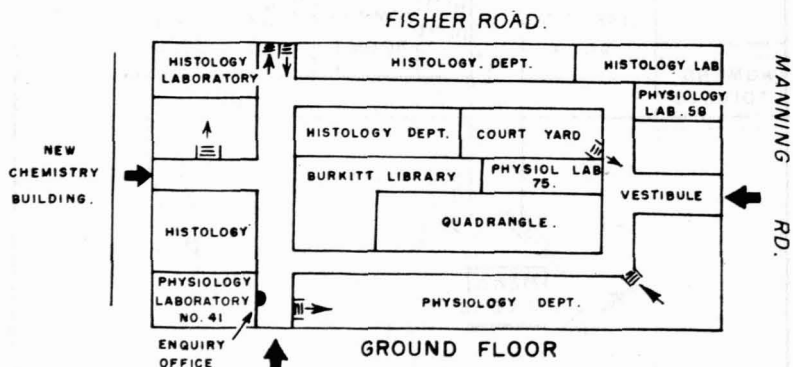 FISHER ROAD.
HISTOLOGY
LABORATORY
HISTOLOGY. DEPT.
HISTOLOGY LAB
PHYSIOLOGY
LAB. 58
MANNING RD.
HISTOLOGY DEPT.
COURT YARD
NEW
CHEMISTRY
BUILDING.
BURKITT LIBRARY
PHYSIOL LAB
75.
VESTIBULE
HISTOLOGY
QUADRANGLE.
PHYSIOLOGY
LABORATORY
NO. 41
PHYSIOLOGY DEPT.
ENQUIRY
OFFICE
GROUND FLOOR